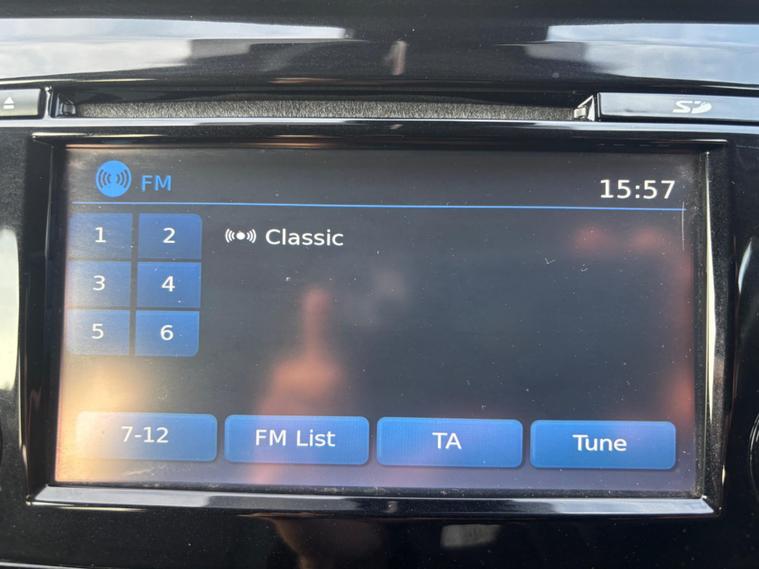 SD
FM
15:57
1 2
Classic
3 4
5 6
7-12 FM List TA Tune